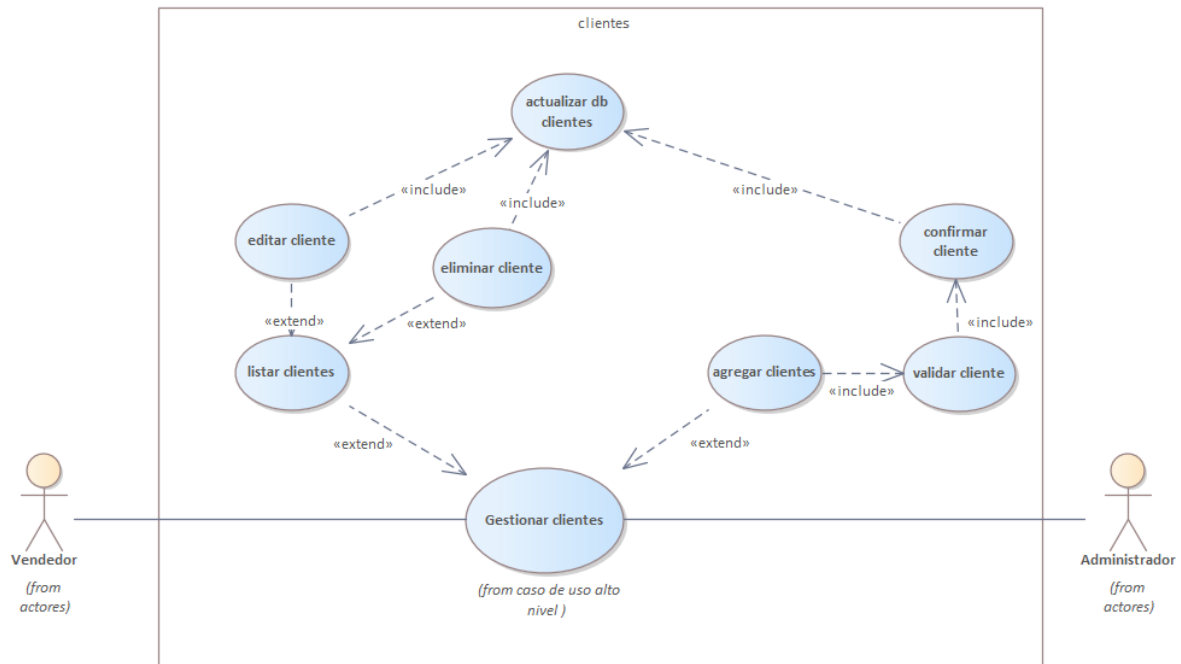 clientes
actualizar db
clientes
«include»
«include»
«include»
editar cliente
eliminar cliente
confirmar
cliente
«extend»
«extend»
«include»
listar clientes
agregar clientes
validar cliente
«include»
«extend»
«extend»
Gestionar clientes
Vendedor
(from
actores)
(from caso de uso alto
nivel )
Administrador
(from
actores)